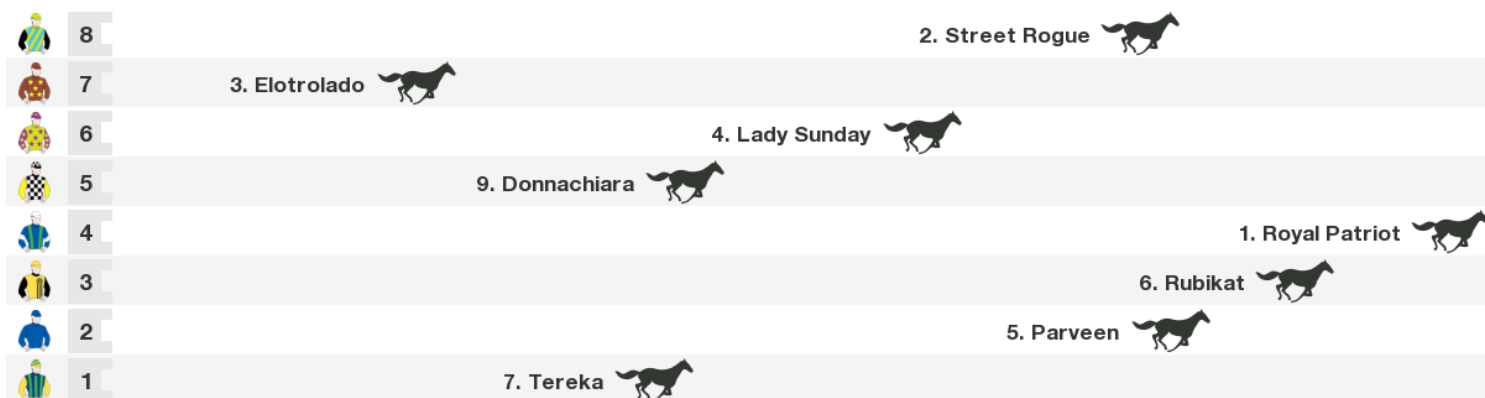 8 2. Street Rogue
7 3. Elotrolado
6 4. Lady Sunday
5 9. Donnachiara
4 1. Royal Patriot
3 6. Rubikat
2 5. Parveen
1 7. Tereka